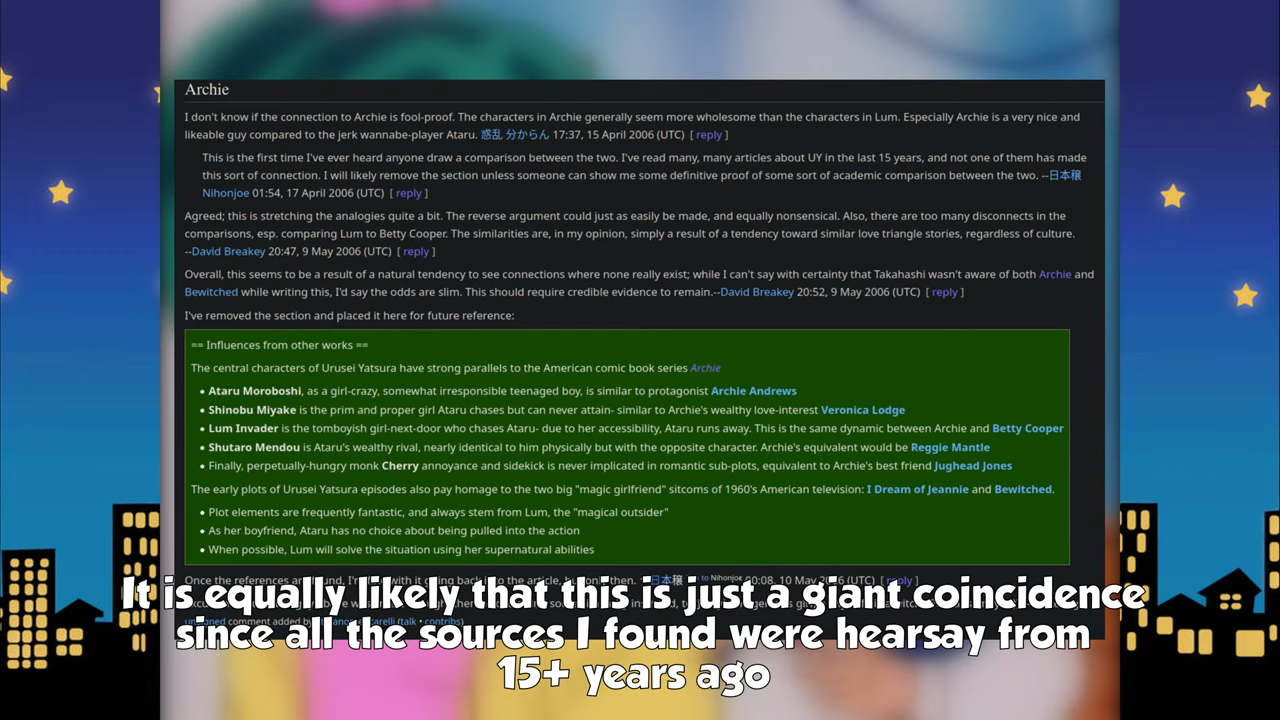 Archie
I don't know if the connection to Archie is fool-proof. The characters in Archie generally seem more wholesome than the characters in Lum. Especially Archie is a very nice and
likeable guy compared to the jerk wannabe-player Ataru. 惑乱 分からん 17:37, 15 April 2006 (UTC) [ reply ]
This is the first time I've ever heard anyone draw a comparison between the two. I've read many, many articles about UY in the last 15 years, and not one of them has made
this sort of connection. I will likely remove the section unless someone can show me some definitive proof of some sort of academic comparison between the two. --日本穣
Nihonjoe 01:54, 17 April 2006 (UTC) [ reply ]
Agreed; this is stretching the analogies quite a bit. The reverse argument could just as easily be made, and equally nonsensical. Also, there are too many disconnects in the
comparisons, esp. comparing Lum to Betty Cooper. The similarities are, in my opinion, simply a result of a tendency toward similar love triangle stories, regardless of culture.
--David Breakey 20:47, 9 May 2006 (UTC) [ reply ]
Overall, this seems to be a result of a natural tendency to see connections where none really exist; while I can't say with certainty that Takahashi wasn't aware of both Archie and
Bewitched while writing this, I'd say the odds are slim. This should require credible evidence to remain.--David Breakey 20:52, 9 May 2006 (UTC) [ reply ]
I've removed the section and placed it here for future reference:
== Influences from other works ==
The central characters of Urusei Yatsura have strong parallels to the American comic book series Archie
• Ataru Moroboshi, as a girl-crazy, somewhat irresponsible teenaged boy, is similar to protagonist Archie Andrews
• Shinobu Miyake is the prim and proper girl Ataru chases but can never attain- similar to Archie's wealthy love-interest Veronica Lodge
• Lum Invader is the tomboyish girl-next-door who chases Ataru- due to her accessibility, Ataru runs away. This is the same dynamic between Archie and Betty Cooper
• Shutaro Mendou is Ataru's wealthy rival, nearly identical to him physically but with the opposite character. Archie's equivalent would be Reggie Mantle
• Finally, perpetually-hungry monk Cherry annoyance and sidekick is never implicated in romantic sub-plots, equivalent to Archie's best friend Jughead Jones
The early plots of Urusei Yatsura episodes also pay homage to the two big "magic girlfriend" sitcoms of 1960's American television: I Dream of Jeannie and Bewitched.
• Plot elements are frequently fantastic, and always stem from Lum, the "magical outsider"
• As her boyfriend, Ataru has no choice about being pulled into the action
• When possible, Lum will solve the situation using her supernatural abilities
Once the references are 日本穣 to Nihonjoe 00:08, 10 May 2006 (UTC) [ reply ]
comment added by (talk • contribs)
It is equally likely that this is just a giant coincidence
since all the sources I found were hearsay from
15+ years ago